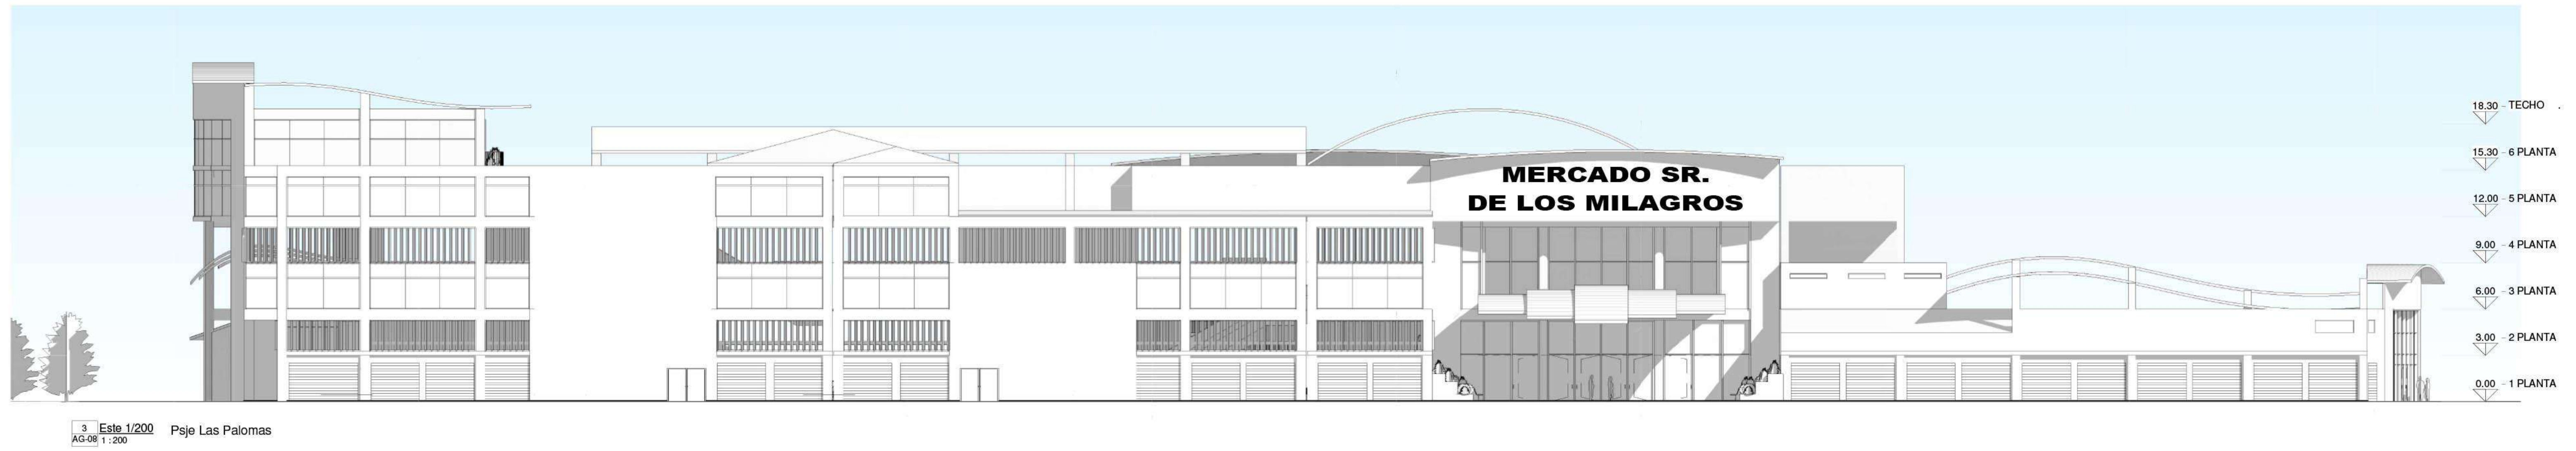 MERCADO SR.
DE LOS MILAGROS
18.30 - TECHO .
15.30 - 6 PLANTA
12.00 - 5 PLANTA
9.00 - 4 PLANTA
6.00 - 3 PLANTA
3.00 - 2 PLANTA
0.00 - 1 PLANTA
3 Este 1/200 Psje Las Palomas
AG-08 1 : 200